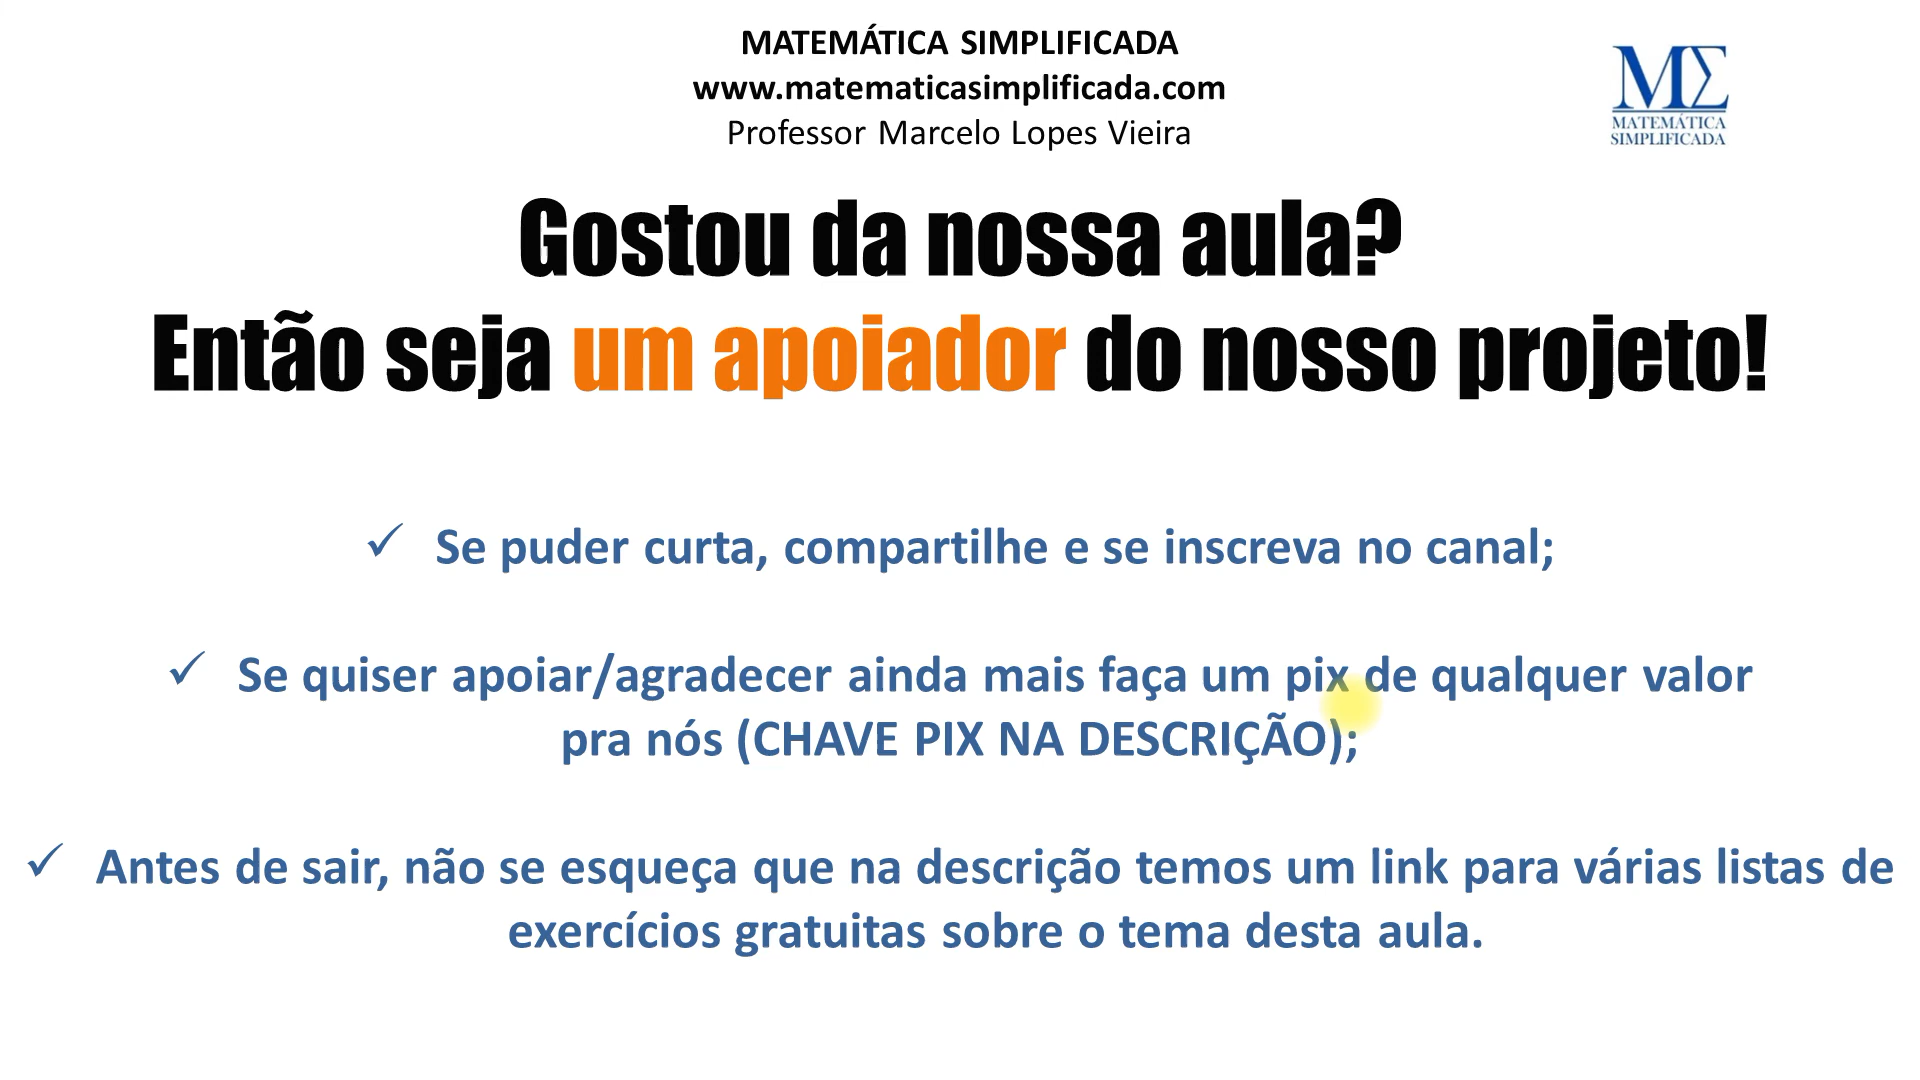 MATEMÁTICA SIMPLIFICADA
www.matematicasimplificada.com
Professor Marcelo Lopes Vieira
MΣ
MATEMÁTICA
SIMPLIFICADA
Gostou da nossa aula?
Então seja um apoiador do nosso projeto!
✓ Se puder curta, compartilhe e se inscreva no canal;
✓ Se quiser apoiar/agradecer ainda mais faça um pix de qualquer valor
pra nós (CHAVE PIX NA DESCRIÇÃO);
✓ Antes de sair, não se esqueça que na descrição temos um link para várias listas de
exercícios gratuitas sobre o tema desta aula.